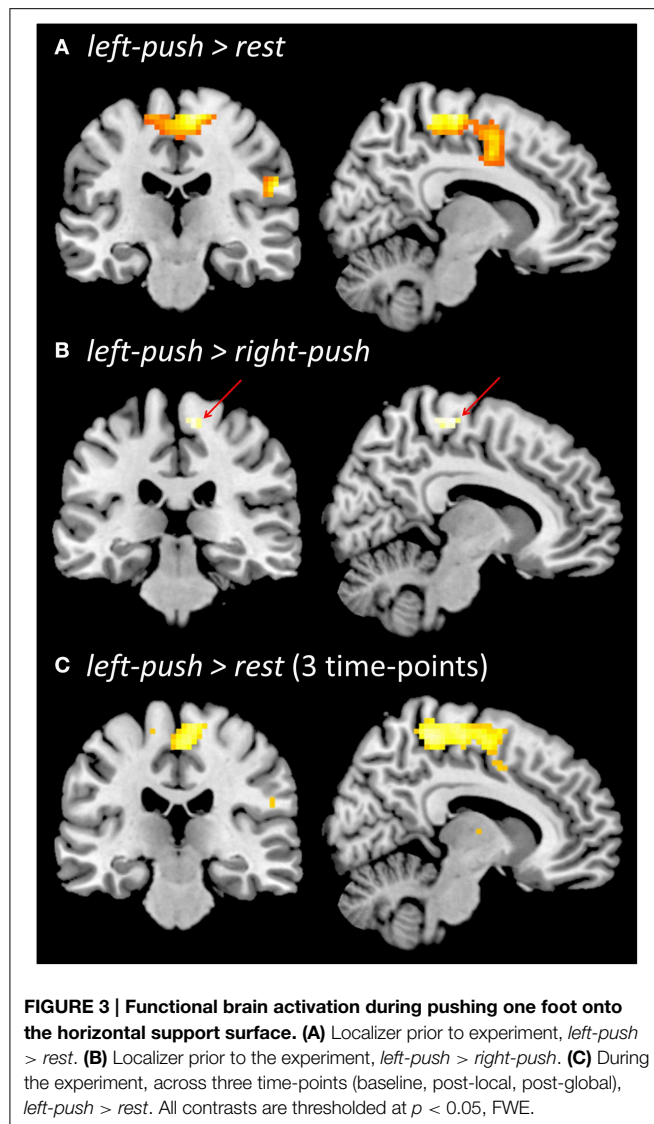 A left-push > rest
B left-push > right-push
C left-push > rest (3 time-points)
FIGURE 3 | Functional brain activation during pushing one foot onto
the horizontal support surface. (A) Localizer prior to experiment, left-push
> rest. (B) Localizer prior to the experiment, left-push > right-push. (C) During
the experiment, across three time-points (baseline, post-local, post-global),
left-push > rest. All contrasts are thresholded at p < 0.05, FWE.